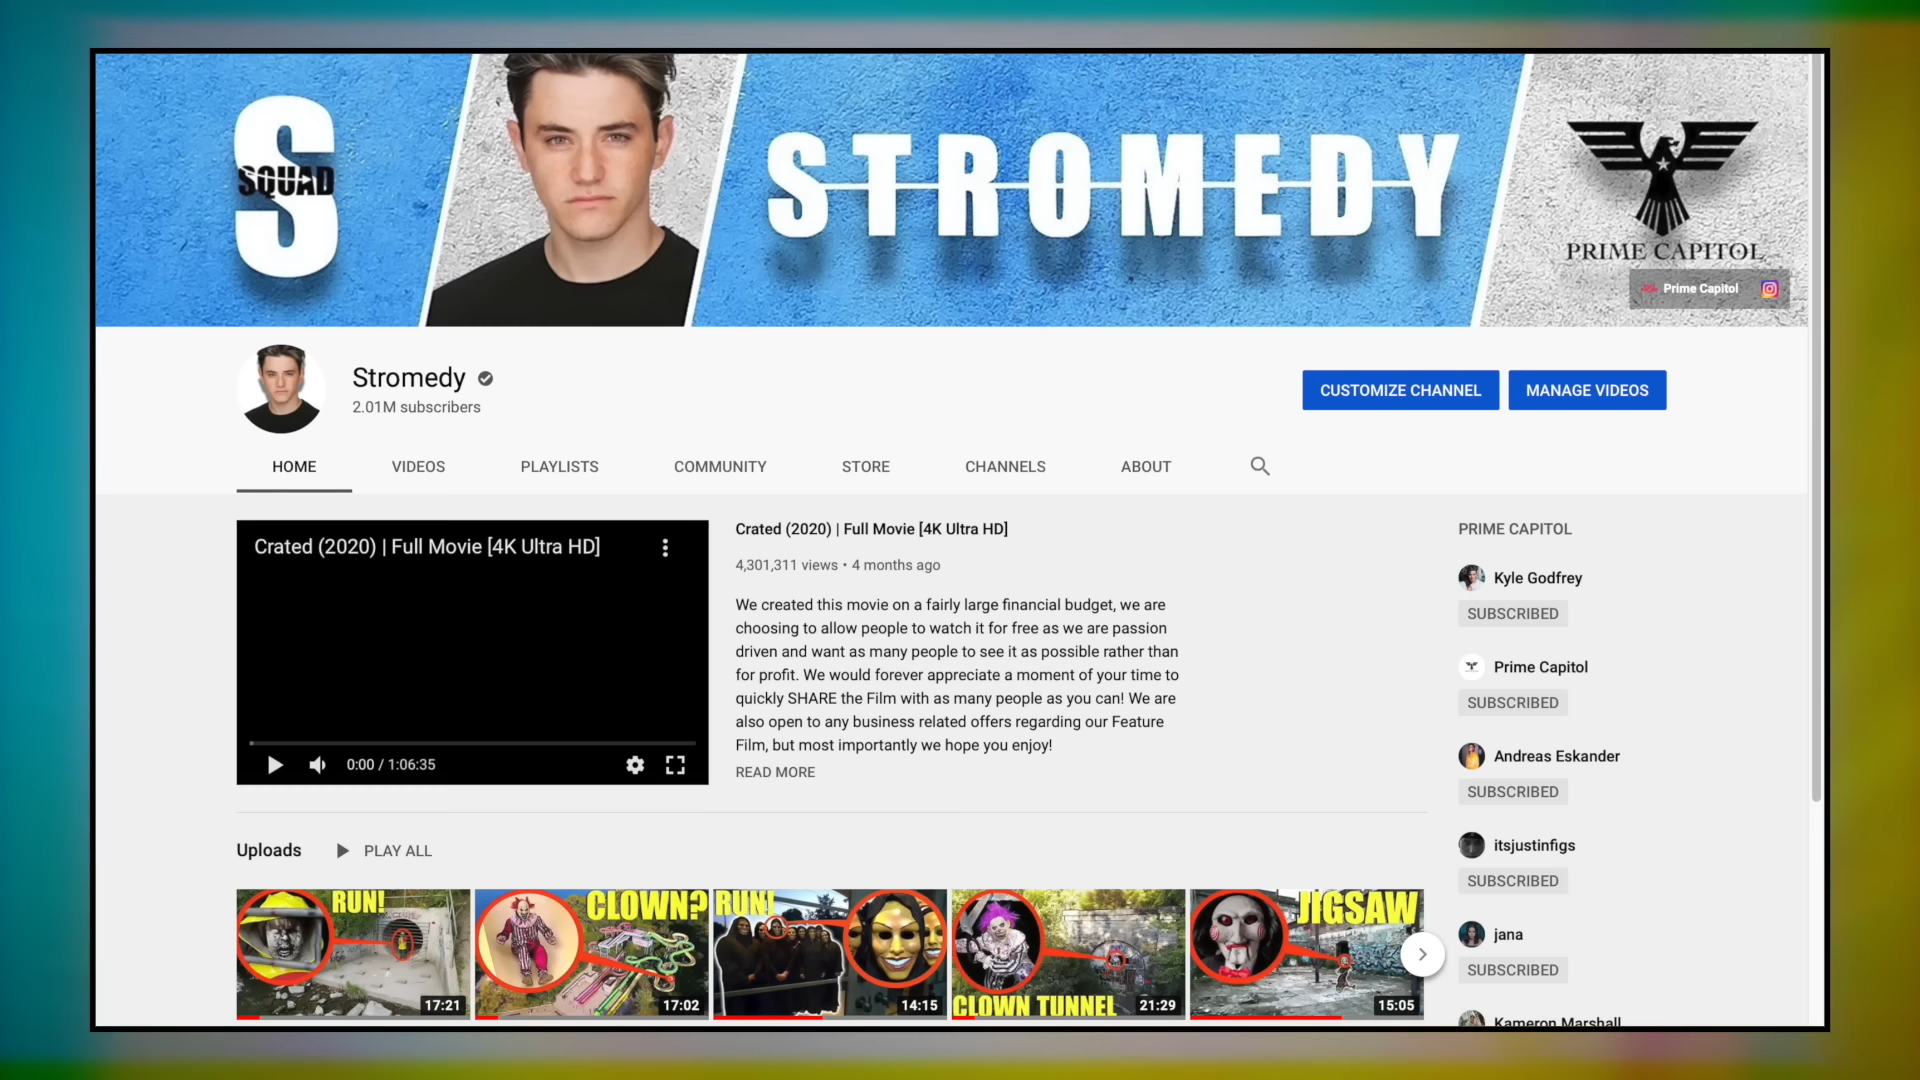 S
SQUAD
STROMEDY
PRIME CAPITOL
Prime Capitol
Stromedy
2.01M subscribers
CUSTOMIZE CHANNEL
MANAGE VIDEOS
HOME
VIDEOS
PLAYLISTS
COMMUNITY
STORE
CHANNELS
ABOUT
Crated (2020) | Full Movie [4K Ultra HD]
0:00 / 1:06:35
Crated (2020) | Full Movie [4K Ultra HD]
4,301,311 views • 4 months ago
We created this movie on a fairly large financial budget, we are
choosing to allow people to watch it for free as we are passion
driven and want as many people to see it as possible rather than
for profit. We would forever appreciate a moment of your time to
quickly SHARE the Film with as many people as you can! We are
also open to any business related offers regarding our Feature
Film, but most importantly we hope you enjoy!
READ MORE
PRIME CAPITOL
Kyle Godfrey
SUBSCRIBED
Prime Capitol
SUBSCRIBED
Andreas Eskander
SUBSCRIBED
itsjustinfigs
SUBSCRIBED
jana
SUBSCRIBED
Kameron Marshall
Uploads
PLAY ALL
RUN!
17:21
CLOWN?
17:02
RUN!
14:15
CLOWN TUNNEL
21:29
JIGSAW
15:05